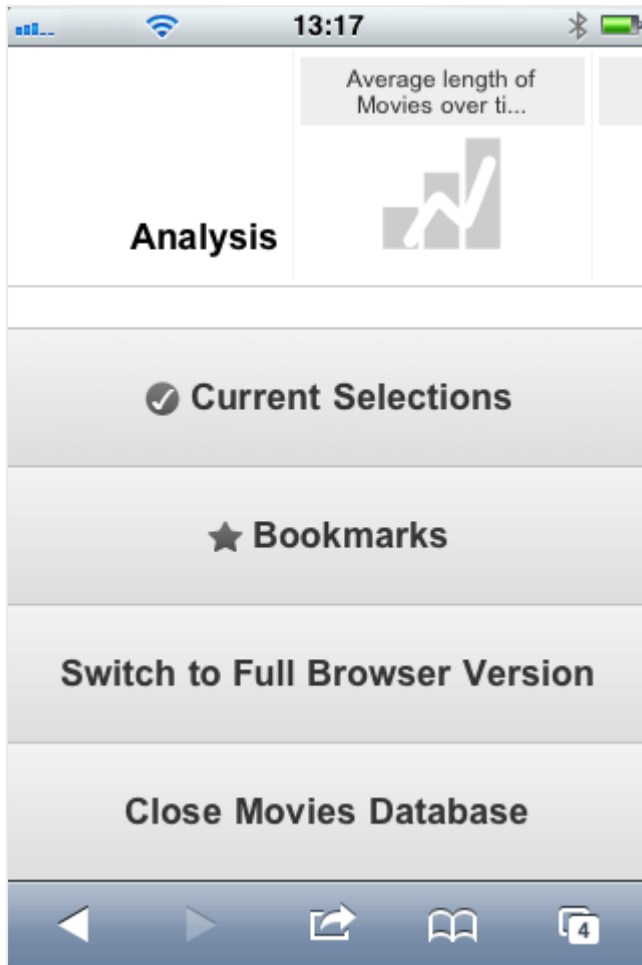 13:17
Average length of
Movies over ti...
Analysis
Current Selections
Bookmarks
Switch to Full Browser Version
Close Movies Database
4